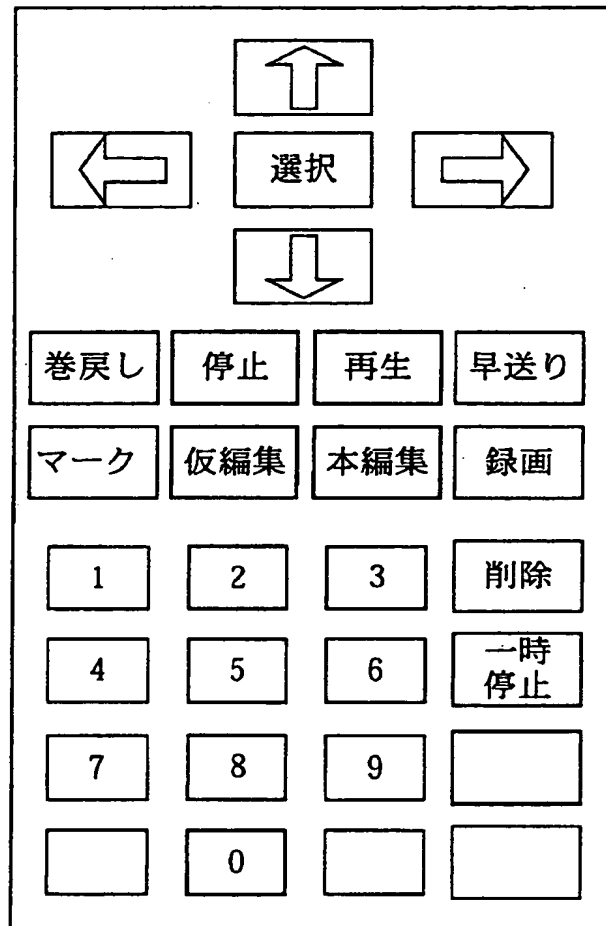 選択
巻戻し 停止 再生 早送り
マーク 仮編集 本編集 録画
1 2 3 削除
4 5 6 一時
停止
7 8 9
0